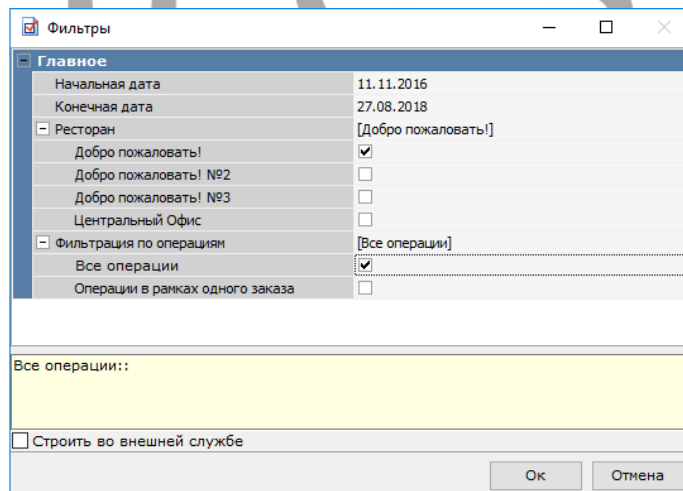 Фильтры
Главное
Начальная дата 11.11.2016
Конечная дата 27.08.2018
Ресторан [Добро пожаловать!]
Добро пожаловать!
Добро пожаловать! №2
Добро пожаловать! №3
Центральный Офис
Фильтрация по операциям [Все операции]
Все операции
Операции в рамках одного заказа
Все операции::
Строить во внешней службе
Ок Отмена